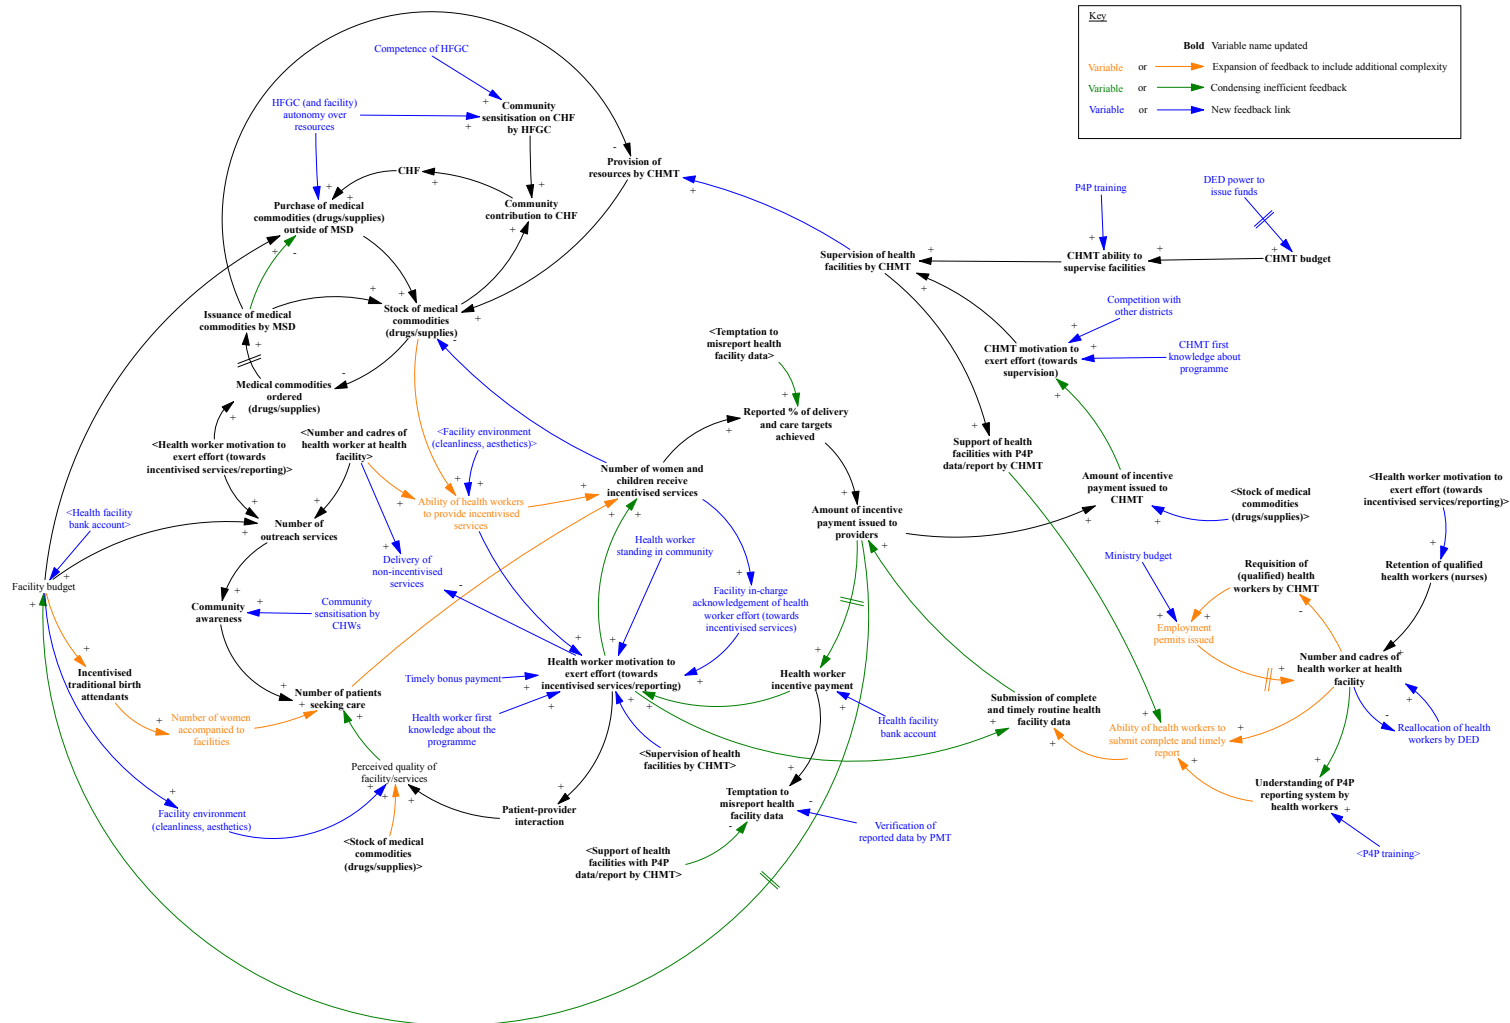 Key
Bold Variable name updated
Variable or Expansion of feedback to include additional complexity
Variable or Condensing inefficient feedback
Variable or New feedback link
Competence of HFGC
HFGC (and facility)
autonomy over
resources
Community
sensitisation on CHF
by HFGC
Provision of
resources by CHMT
CHF
Purchase of medical
commodities (drugs/supplies)
outside of MSD
Community
contribution to CHF
P4P training
DED power to
issue funds
Supervision of health
facilities by CHMT
CHMT ability to
supervise facilities
CHMT budget
Issuance of medical
commodities by MSD
Stock of medical
commodities
(drugs/supplies)
Competition with
other districts
<Temptation to
misreport health
facility data>
CHMT motivation to
exert effort (towards
supervision)
CHMT first
knowledge about
programme
Medical commodities
ordered
(drugs/supplies)
Reported % of delivery
and care targets
achieved
<Health worker motivation to
exert effort (towards
incentivised services/reporting)>
<Number and cadres of
health worker at health
facility>
<Facility environment
(cleanliness, aesthetics)>
Support of health
facilities with P4P
data/report by CHMT
Number of women and
children receive
incentivised services
Amount of incentive
payment issued to
CHMT
<Stock of medical
commodities
(drugs/supplies)>
<Health worker motivation to
exert effort (towards
incentivised services/reporting)>
Ability of health workers
to provide incentivised
services
Amount of incentive
payment issued to
providers
<Health facility
bank account>
Number of
outreach services
Health worker
standing in community
Ministry budget
Requisition of
(qualified) health
workers by CHMT
Retention of qualified
health workers (nurses)
Facility budget
Delivery of
non-incentivised
services
Facility in-charge
acknowledgement of health
worker effort (towards
incentivised services)
Community
awareness
Community
sensitisation by
CHWs
Employment
permits issued
Incentivised
traditional birth
attendants
Health worker motivation to
exert effort (towards
incentivised services/reporting)
Health worker
incentive payment
Number and cadres of
health worker at health
facility
Timely bonus payment
Number of patients
seeking care
Submission of complete
and timely routine health
facility data
Number of women
accompanied to
facilities
Health worker first
knowledge about the
programme
Health facility
bank account
Ability of health workers to
submit complete and timely
report
Reallocation of health
workers by DED
<Supervision of health
facilities by CHMT>
Perceived quality of
facility/services
Understanding of P4P
reporting system by
health workers
Facility environment
(cleanliness, aesthetics)
Patient-provider
interaction
Temptation to
misreport health
facility data
Verification of
reported data by PMT
<Stock of medical
commodities
(drugs/supplies)>
<Support of health
facilities with P4P
data/report by CHMT>
<P4P training>